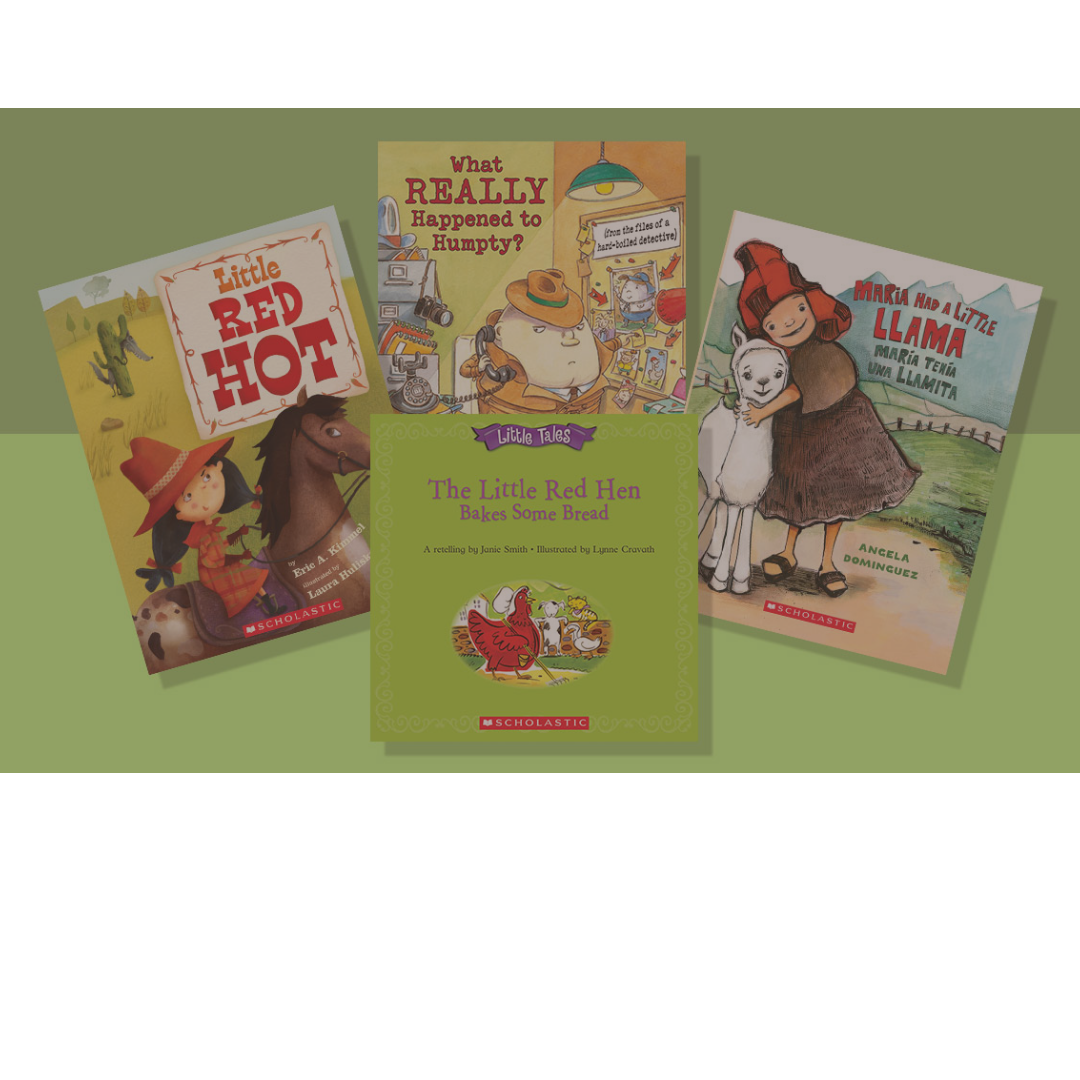 Little
RED
HOT
by
Eric A. Kimmel
illustrated by
Laura Huliska
SCHOLASTIC
What
REALLY
Happened to
Humpty?
(from the files of a
hard-boiled detective)
Little Tales
The Little Red Hen
Bakes Some Bread
A retelling by Janie Smith • Illustrated by Lynne Cravath
SCHOLASTIC
MARÍA HAD A LITTLE
LLAMA
MARÍA TENÍA
UNA LLAMITA
ANGELA
DOMINGUEZ
SCHOLASTIC